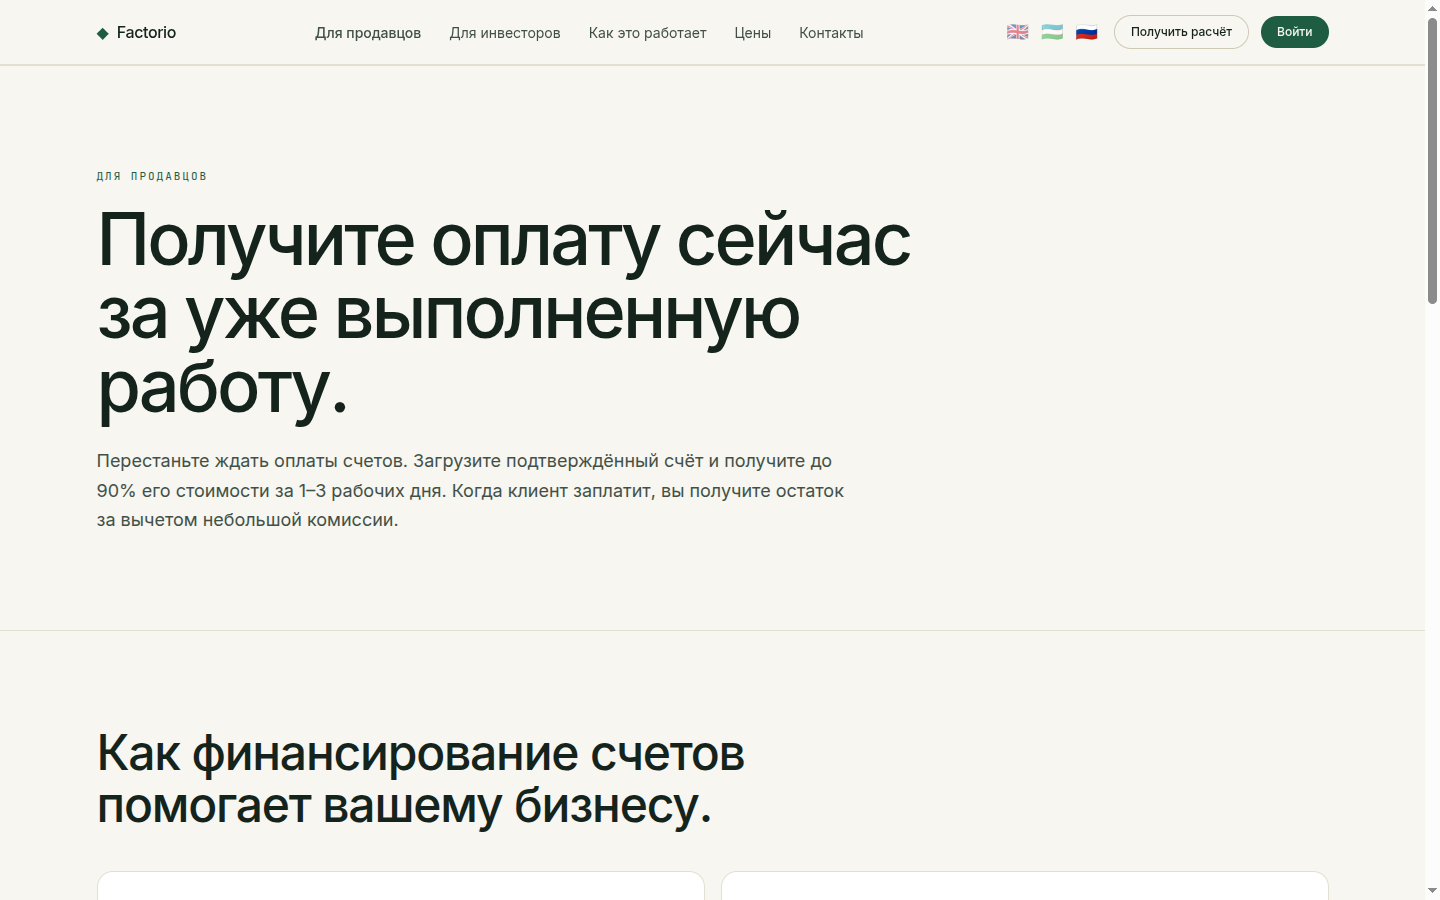 Factorio
Для продавцов
Для инвесторов
Как это работает
Цены
Контакты
Получить расчёт
Войти
ДЛЯ ПРОДАВЦОВ
Получите оплату сейчас
за уже выполненную
работу.
Перестаньте ждать оплаты счетов. Загрузите подтверждённый счёт и получите до
90% его стоимости за 1–3 рабочих дня. Когда клиент заплатит, вы получите остаток
за вычетом небольшой комиссии.
Как финансирование счетов
помогает вашему бизнесу.